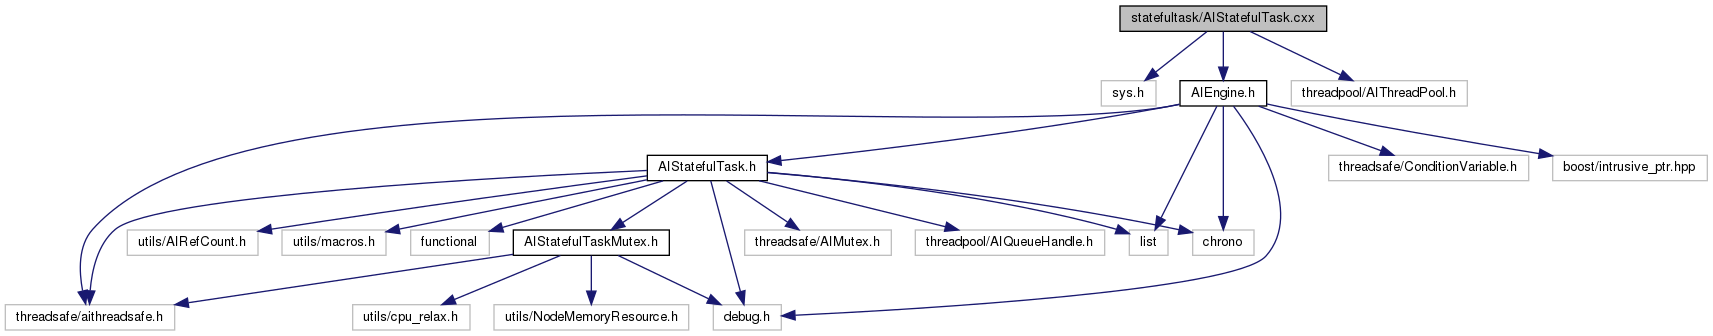 statefultask/AIStatefulTask.cxx
sys.h
AIEngine.h
threadpool/AIThreadPool.h
AIStatefulTask.h
threadsafe/ConditionVariable.h
boost/intrusive_ptr.hpp
utils/AIRefCount.h
utils/macros.h
functional
AIStatefulTaskMutex.h
threadsafe/AIMutex.h
threadpool/AIQueueHandle.h
list
chrono
threadsafe/aithreadsafe.h
utils/cpu_relax.h
utils/NodeMemoryResource.h
debug.h